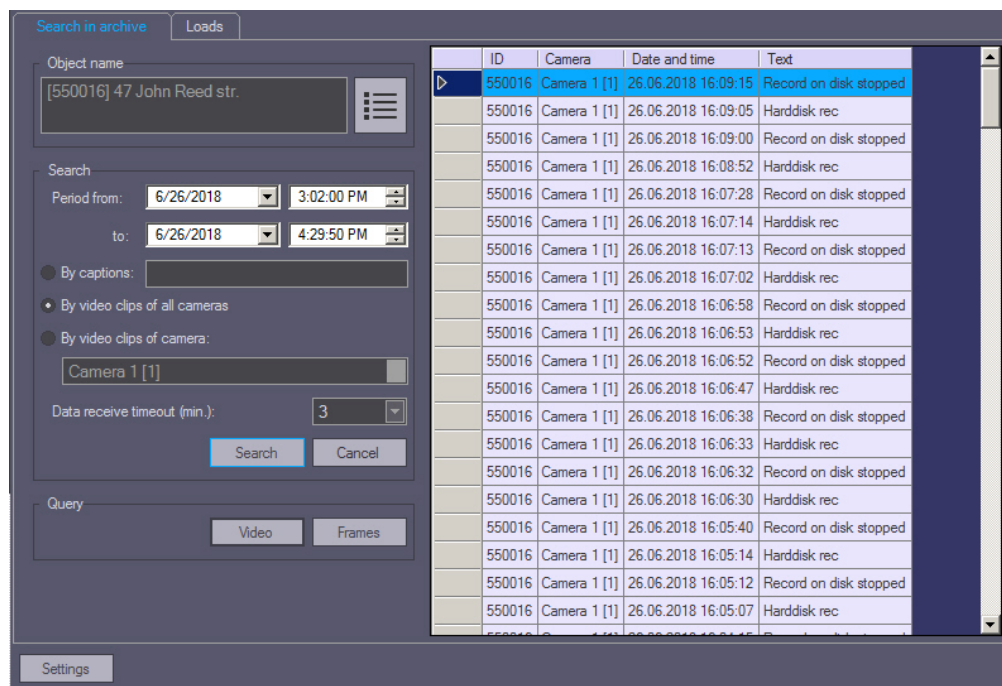 Search in archive Loads
Object name
[550016] 47 John Reed str.
Search
Period from: 6/26/2018 3:02:00 PM
to: 6/26/2018 4:29:50 PM
By captions:
By video clips of all cameras
By video clips of camera:
Camera 1 [1]
Data receive timeout (min.): 3
Search Cancel
Query
Video Frames
ID Camera Date and time Text
550016 Camera 1 [1] 26.06.2018 16:09:15 Record on disk stopped
550016 Camera 1 [1] 26.06.2018 16:09:05 Harddisk rec
550016 Camera 1 [1] 26.06.2018 16:09:00 Record on disk stopped
550016 Camera 1 [1] 26.06.2018 16:08:52 Harddisk rec
550016 Camera 1 [1] 26.06.2018 16:07:28 Record on disk stopped
550016 Camera 1 [1] 26.06.2018 16:07:14 Harddisk rec
550016 Camera 1 [1] 26.06.2018 16:07:13 Record on disk stopped
550016 Camera 1 [1] 26.06.2018 16:07:02 Harddisk rec
550016 Camera 1 [1] 26.06.2018 16:06:58 Record on disk stopped
550016 Camera 1 [1] 26.06.2018 16:06:53 Harddisk rec
550016 Camera 1 [1] 26.06.2018 16:06:52 Record on disk stopped
550016 Camera 1 [1] 26.06.2018 16:06:47 Harddisk rec
550016 Camera 1 [1] 26.06.2018 16:06:38 Record on disk stopped
550016 Camera 1 [1] 26.06.2018 16:06:33 Harddisk rec
550016 Camera 1 [1] 26.06.2018 16:06:32 Record on disk stopped
550016 Camera 1 [1] 26.06.2018 16:06:30 Harddisk rec
550016 Camera 1 [1] 26.06.2018 16:05:40 Record on disk stopped
550016 Camera 1 [1] 26.06.2018 16:05:14 Harddisk rec
550016 Camera 1 [1] 26.06.2018 16:05:12 Record on disk stopped
550016 Camera 1 [1] 26.06.2018 16:05:07 Harddisk rec
Settings